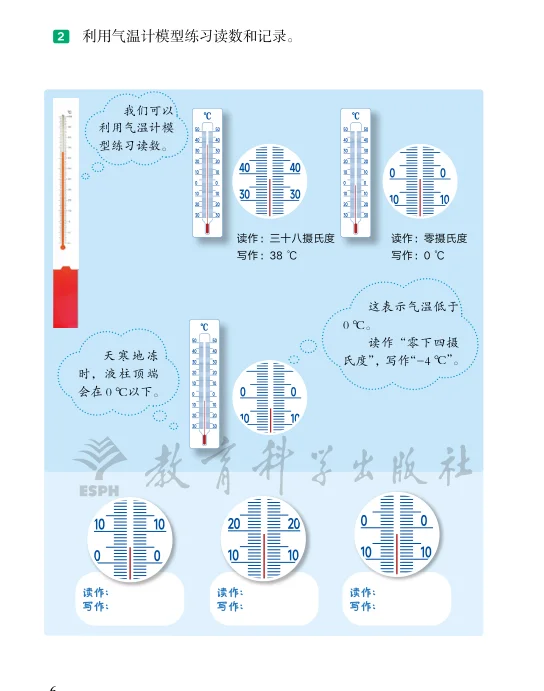 2 利用气温计模型练习读数和记录。
我们可以
利用气温计模
型练习读数。
℃
40 40
30 30
读作：三十八摄氏度
写作：38 ℃
℃
0 0
10 10
读作：零摄氏度
写作：0 ℃
这表示气温低于
0 ℃。
读作“零下四摄
氏度”，写作“-4 ℃”。
天寒地冻
时，液柱顶端
会在 0 ℃以下。
℃
0 0
10 10
教育科学出版社
ESPH
10 10
0 0
读作：
写作：
20 20
10 10
读作：
写作：
0 0
10 10
读作：
写作：
6